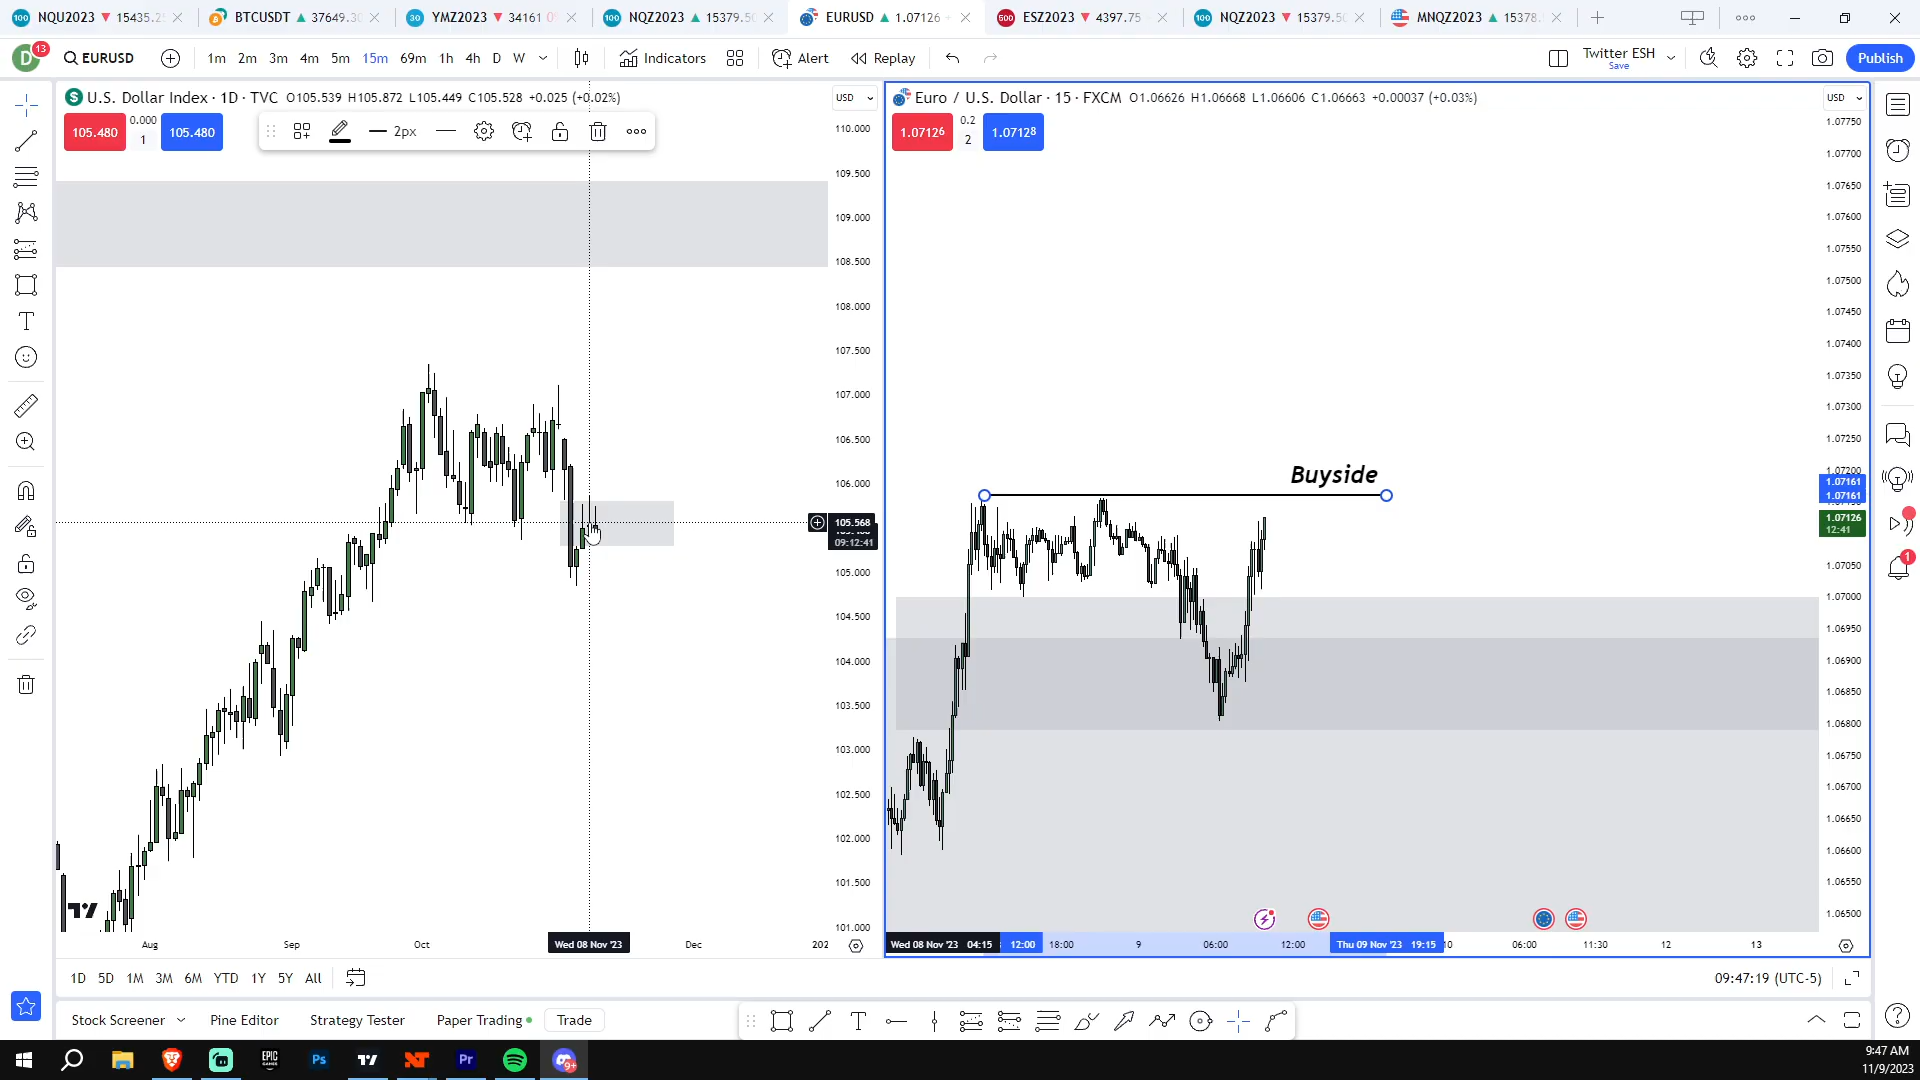 NQU2023 ▼ 15435.2
BTCUSDT ▲ 37649.3
YMZ2023 ▼ 34161
NQZ2023 ▲ 15379.5
EURUSD ▲ 1.07126
ESZ2023 ▼ 4397.75
NQZ2023 ▼ 15379.5
MNQZ2023 ▲ 15378
D 13 EURUSD 1m 2m 3m 4m 5m 15m 69m 1h 4h D W Indicators Alert Replay Twitter ESH Save Publish
U.S. Dollar Index · 1D · TVC O105.539 H105.872 L105.449 C105.528 +0.025 (+0.02%)
USD
105.480 0.000 1 105.480
2px
110.000
109.500
109.000
108.500
108.000
107.500
107.000
106.500
106.000
105.568
09:12:41
105.000
104.500
104.000
103.500
103.000
102.500
102.000
101.500
101.000
Aug Sep Oct Wed 08 Nov '23 Dec 202
Euro / U.S. Dollar · 15 · FXCM O1.06626 H1.06668 L1.06606 C1.06663 +0.00037 (+0.03%)
USD
1.07126 0.2 2 1.07128
Buyside
1.07750
1.07700
1.07650
1.07600
1.07550
1.07500
1.07450
1.07400
1.07350
1.07300
1.07250
1.07200
1.07161
1.07161
1.07126
12:41
1.07050
1.07000
1.06950
1.06900
1.06850
1.06800
1.06750
1.06700
1.06650
1.06600
1.06550
1.06500
Wed 08 Nov '23 04:15 12:00 18:00 9 06:00 12:00 Thu 09 Nov '23 19:15 10 06:00 11:30 12 13
1D 5D 1M 3M 6M YTD 1Y 5Y All
09:47:19 (UTC-5)
Stock Screener Pine Editor Strategy Tester Paper Trading Trade
1
EPIC GAMES Ps Pr 9+
9:47 AM
11/9/2023